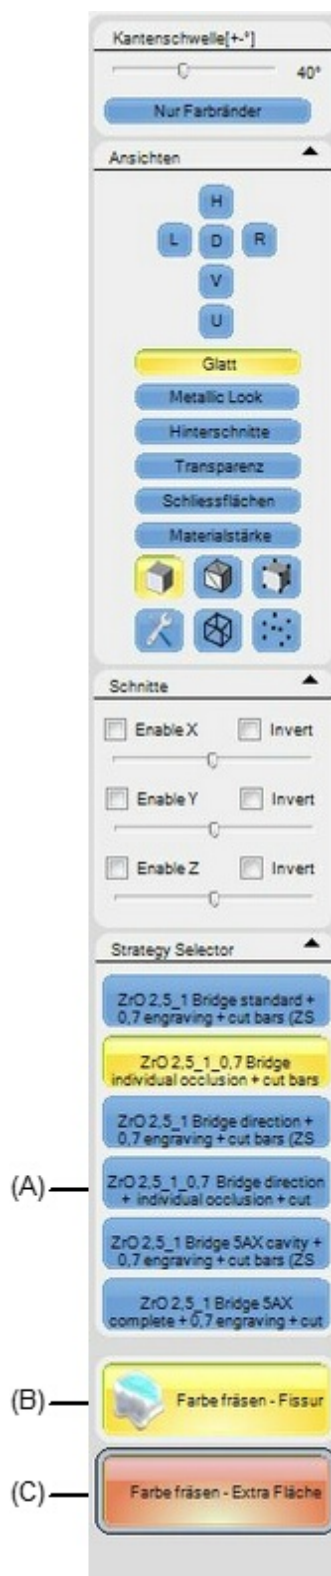 Kantenschwelle[+-°]
40°
Nur Farbränder
Ansichten
H
L D R
V
U
Glatt
Metallic Look
Hinterschnitte
Transparenz
Schliessflächen
Materialstärke
Schnitte
Enable X Invert
Enable Y Invert
Enable Z Invert
Strategy Selector
ZrO 2,5_1 Bridge standard +
0,7 engraving + cut bars (ZS
ZrO 2,5_1_0,7 Bridge
individual occlusion + cut bars
ZrO 2,5_1 Bridge direction +
0,7 engraving + cut bars (ZS
(A)
ZrO 2,5_1_0,7 Bridge direction
+ individual occlusion + cut
ZrO 2,5_1 Bridge 5AX cavity +
0,7 engraving + cut bars (ZS
ZrO 2,5_1 Bridge 5AX
complete + 0,7 engraving + cut
(B) Farbe fräsen - Fissur
(C) Farbe fräsen - Extra Fläche